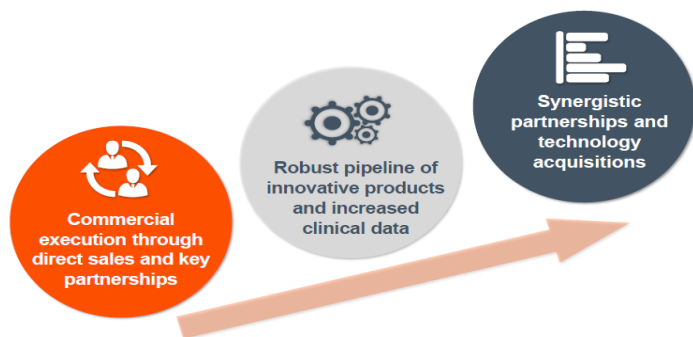 Commercial
execution through
direct sales and key
partnerships
Robust pipeline of
innovative products
and increased
clinical data
Synergistic
partnerships and
technology
acquisitions